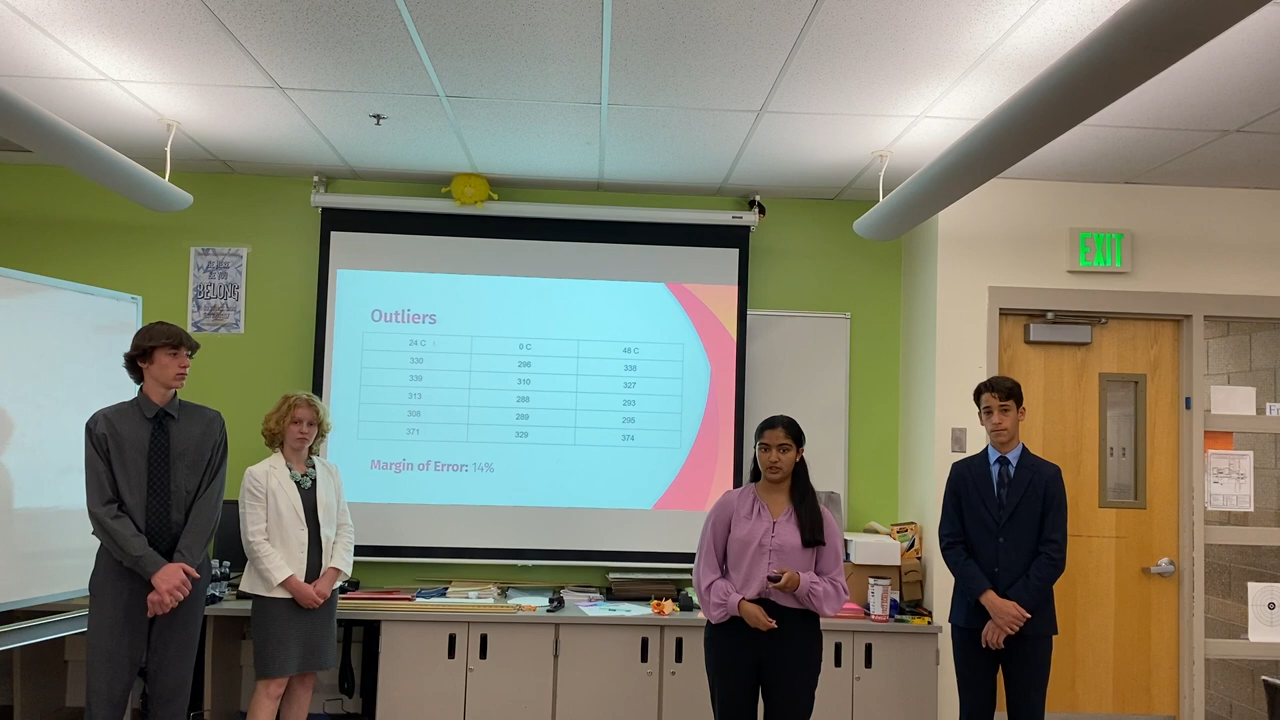 BELONG
EXIT
Outliers
24 C 0 C 48 C
330 296 338
339 310 327
313 288 293
308 289 295
371 329 374
Margin of Error: 14%